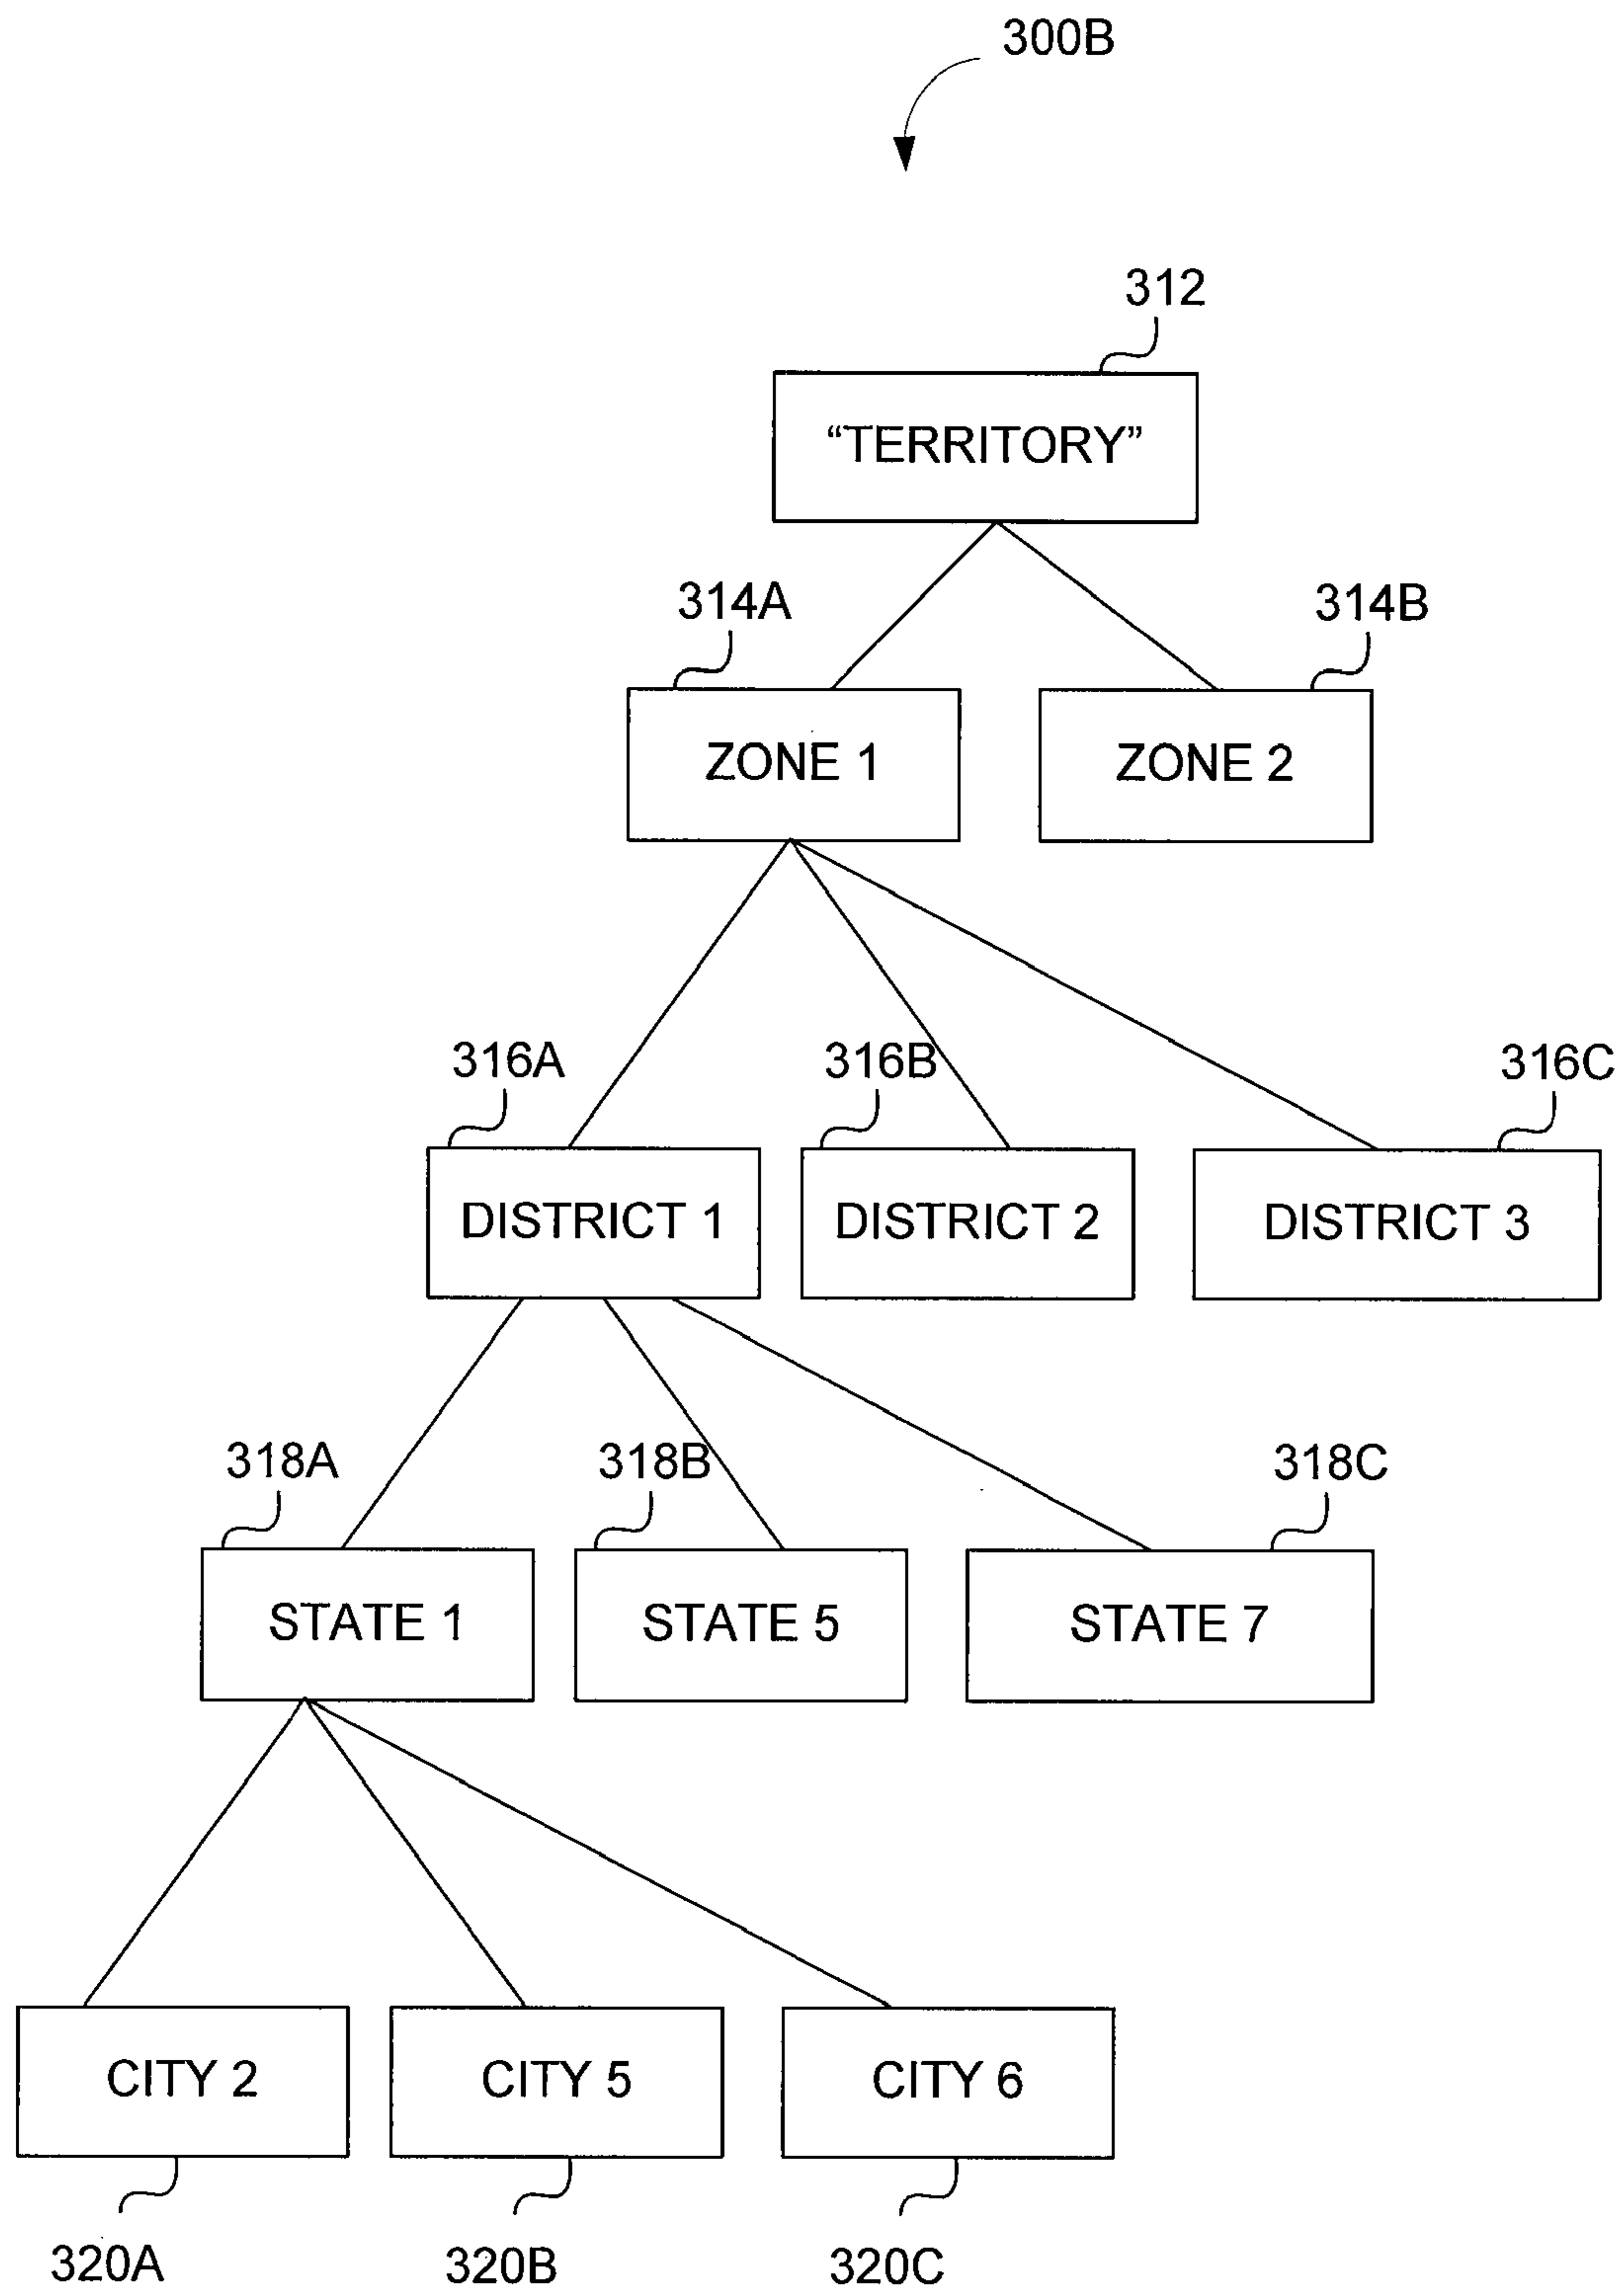 300B
312
“TERRITORY”
314A
314B
ZONE 1
ZONE 2
316A
316B
316C
DISTRICT 1
DISTRICT 2
DISTRICT 3
318A
318B
318C
STATE 1
STATE 5
STATE 7
CITY 2
CITY 5
CITY 6
320A
320B
320C